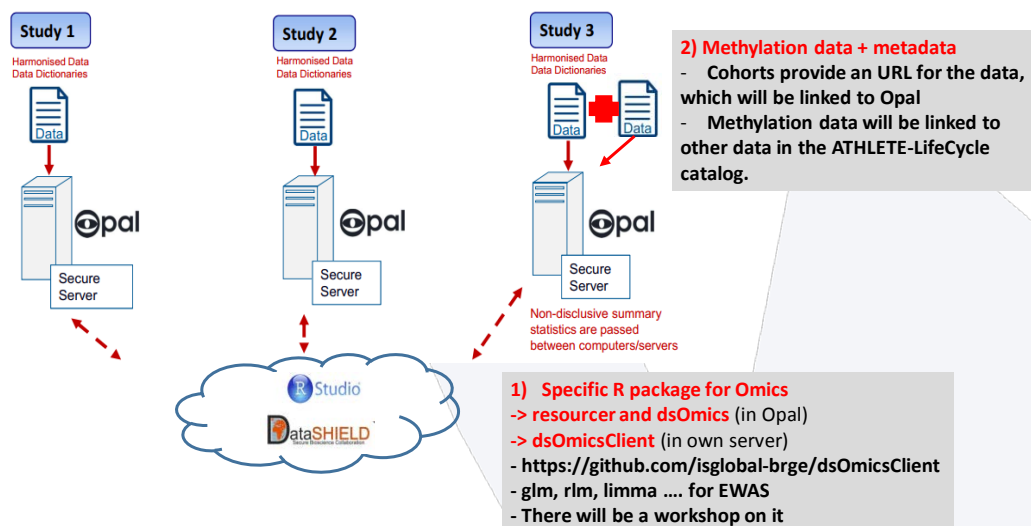 Study 1
Harmonised Data
Data Dictionaries
Data
Opal
Secure
Server
Study 2
Harmonised Data
Data Dictionaries
Data
Opal
Secure
Server
Study 3
Harmonised Data
Data Dictionaries
Data
Data
Opal
Secure
Server
Non-disclusive summary
statistics are passed
between computers/servers
2) Methylation data + metadata
- Cohorts provide an URL for the data,
which will be linked to Opal
- Methylation data will be linked to
other data in the ATHLETE-LifeCycle
catalog.
R Studio
DataSHIELD
Secure Bioscience Collaboration
1) Specific R package for Omics
-> resourcer and dsOmics (in Opal)
-> dsOmicsClient (in own server)
- https://github.com/isglobal-brge/dsOmicsClient
- glm, rlm, limma .... for EWAS
- There will be a workshop on it